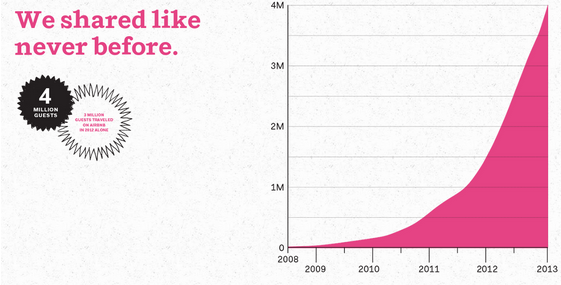 We shared like
never before.
4
MILLION
GUESTS
3 MILLION
GUESTS TRAVELED
ON AIRBNB
IN 2012 ALONE
4M
3M
2M
1M
0
2008
2009
2010
2011
2012
2013